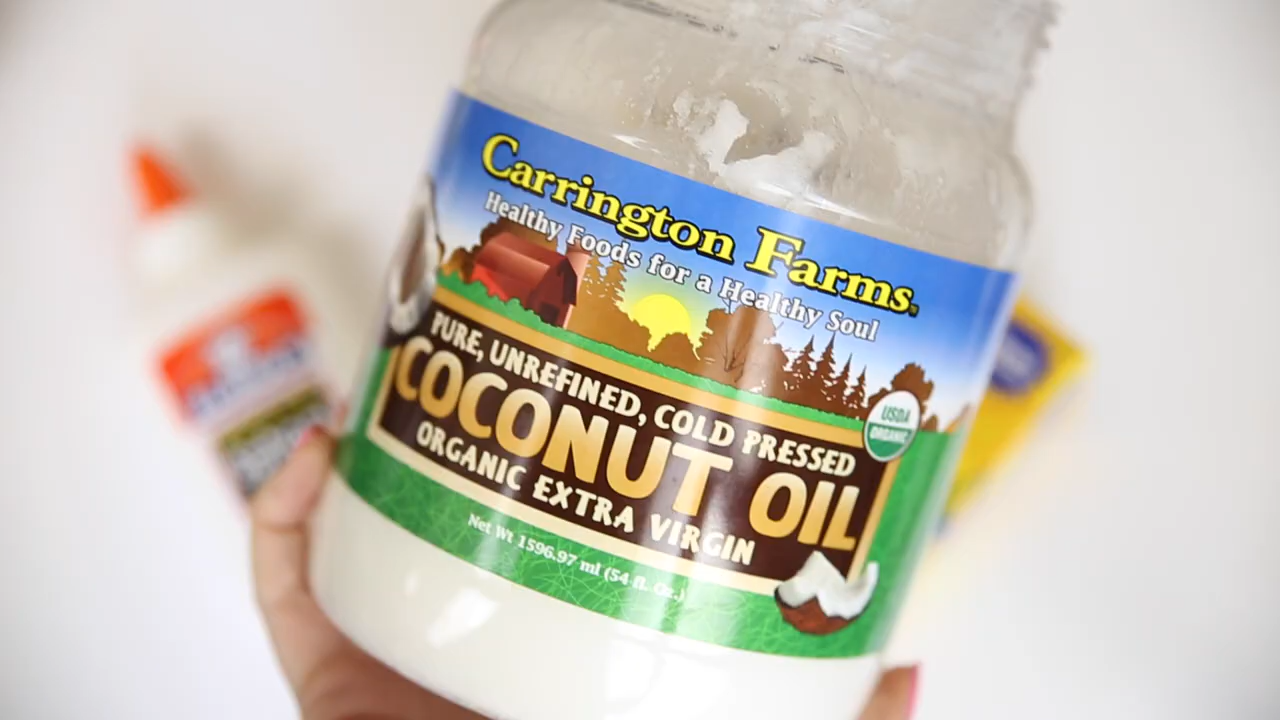 Carrington Farms
Healthy Foods for a Healthy Soul
PURE, UNREFINED, COLD PRESSED
COCONUT OIL
ORGANIC EXTRA VIRGIN
USDA
ORGANIC
Net Wt 1596.97 ml (54 fl. Oz.)